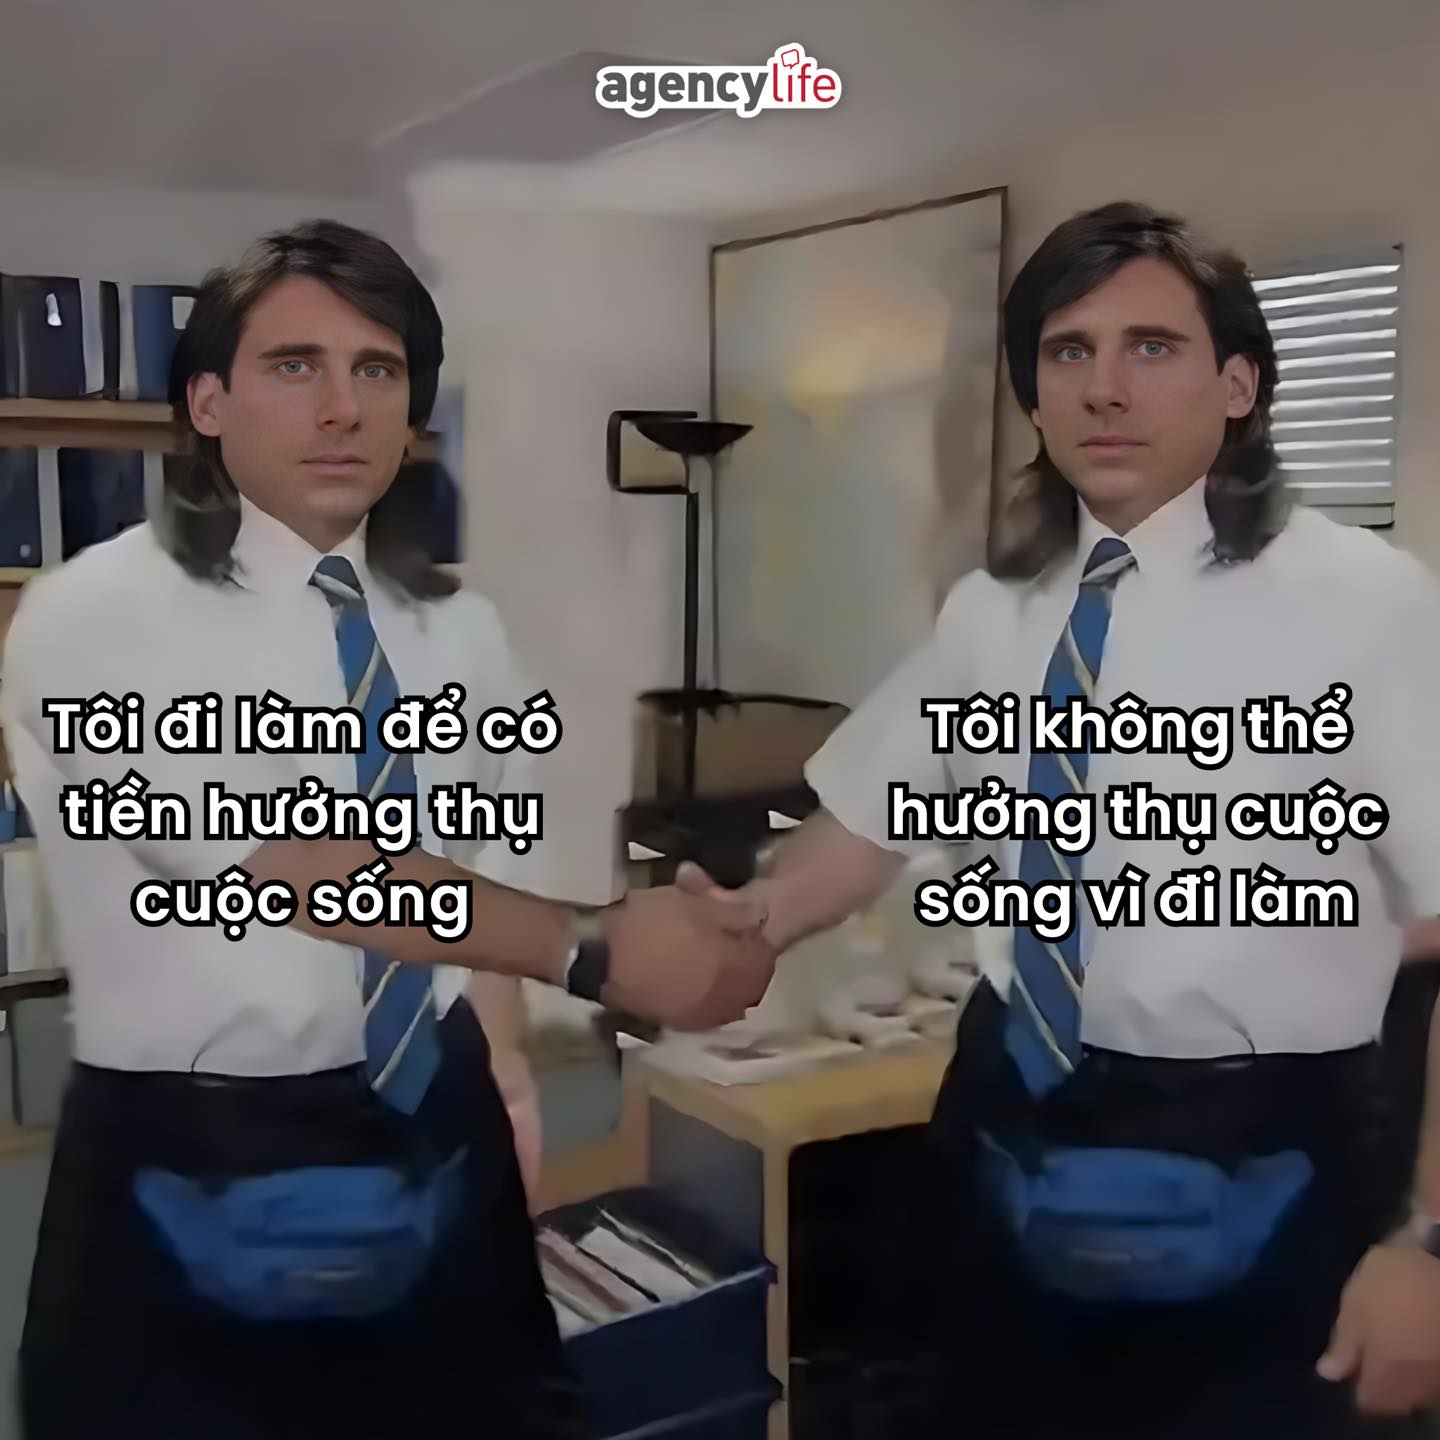 agencylife
Tôi đi làm để có
tiền hưởng thụ
cuộc sống
Tôi không thể
hưởng thụ cuộc
sống vì đi làm